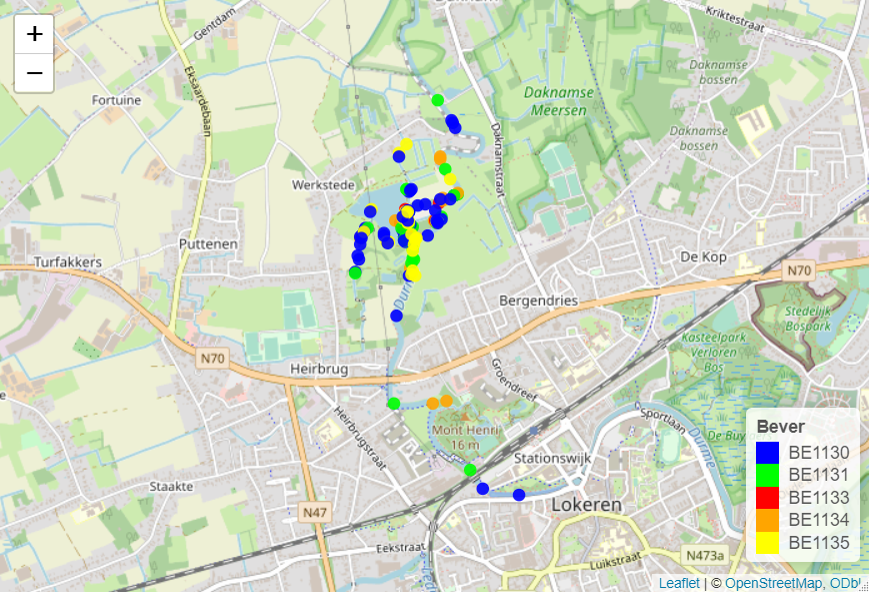 +
−
Gentdam
Kriktestraat
Eksaardebaan
Fortuine
Daknamse
bossen
Daknamse
Meersen
Daknamstraat
Daknamse
bossen
Werkstede
Puttenen
De Kop
Turfakkers
N70
Durme
Bergendries
Stedelijk
Bospark
Kasteelpark
Verloren
Bos
N70
Heirbrug
Groendreef
Heirbrugstraat
Sportlaan
Mont Henri
16 m
De Buy
Durme
Stationswijk
Staakte
Lokeren
N47
Eekstraat
Luikstraat
N473a
Bever
BE1130
BE1131
BE1133
BE1134
BE1135
Leaflet | © OpenStreetMap, ODbL